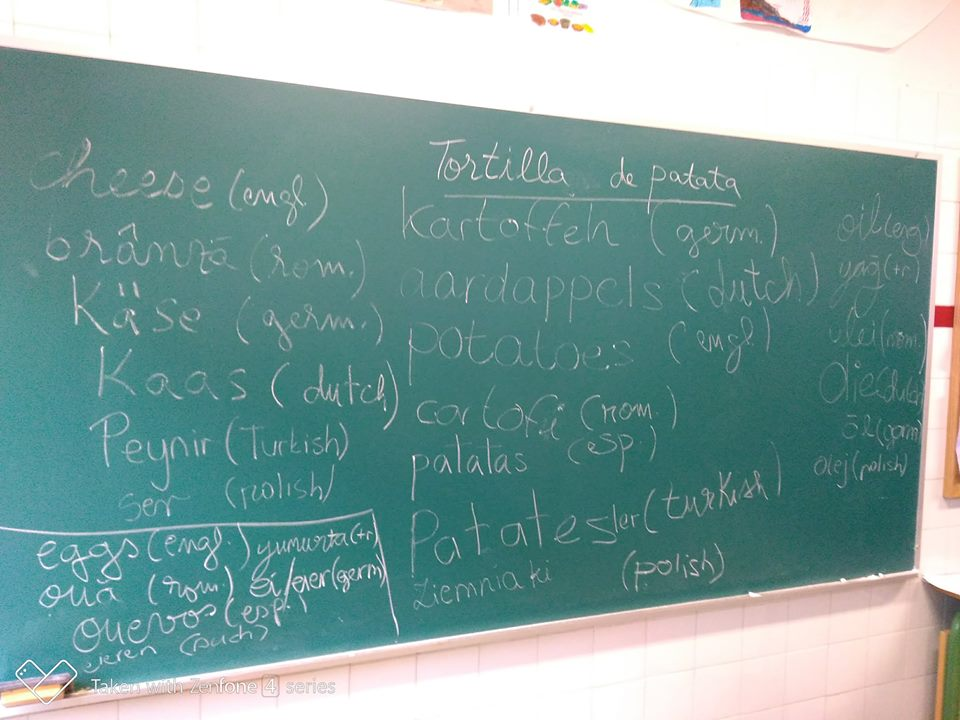 Tortilla de patata
cheese (engl)
brânză (rom.)
Käse (germ.)
Kaas (dutch)
Peynir (Turkish)
ser (polish)
Kartoffeln (germ.)
aardappels (dutch)
potatoes (engl)
cartofi (rom.)
patatas (esp.)
Patatesler (turkish)
ziemniaki (polish)
oil (eng)
yağ (tr)
ulei (rom.
olie (dutch
öl (germ)
olej (polish)
eggs (engl.) yumurta (tr)
ouă (rom) ei/eier (germ)
(esp.)
eieren
Taken with Zenfone 4 series